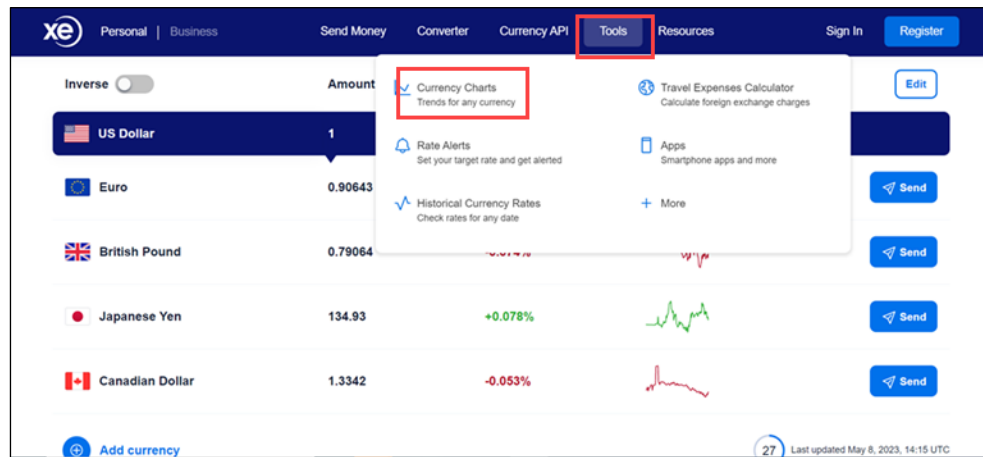 xe Personal | Business Send Money Converter Currency API Tools Resources Sign In Register
Inverse Amount Edit
Currency Charts
Trends for any currency
Travel Expenses Calculator
Calculate foreign exchange charges
US Dollar 1
Rate Alerts
Set your target rate and get alerted
Apps
Smartphone apps and more
Euro 0.90643 Send
Historical Currency Rates
Check rates for any date
+ More
British Pound 0.79064 -0.074% Send
Japanese Yen 134.93 +0.078% Send
Canadian Dollar 1.3342 -0.053% Send
Add currency 27 Last updated May 8, 2023, 14:15 UTC